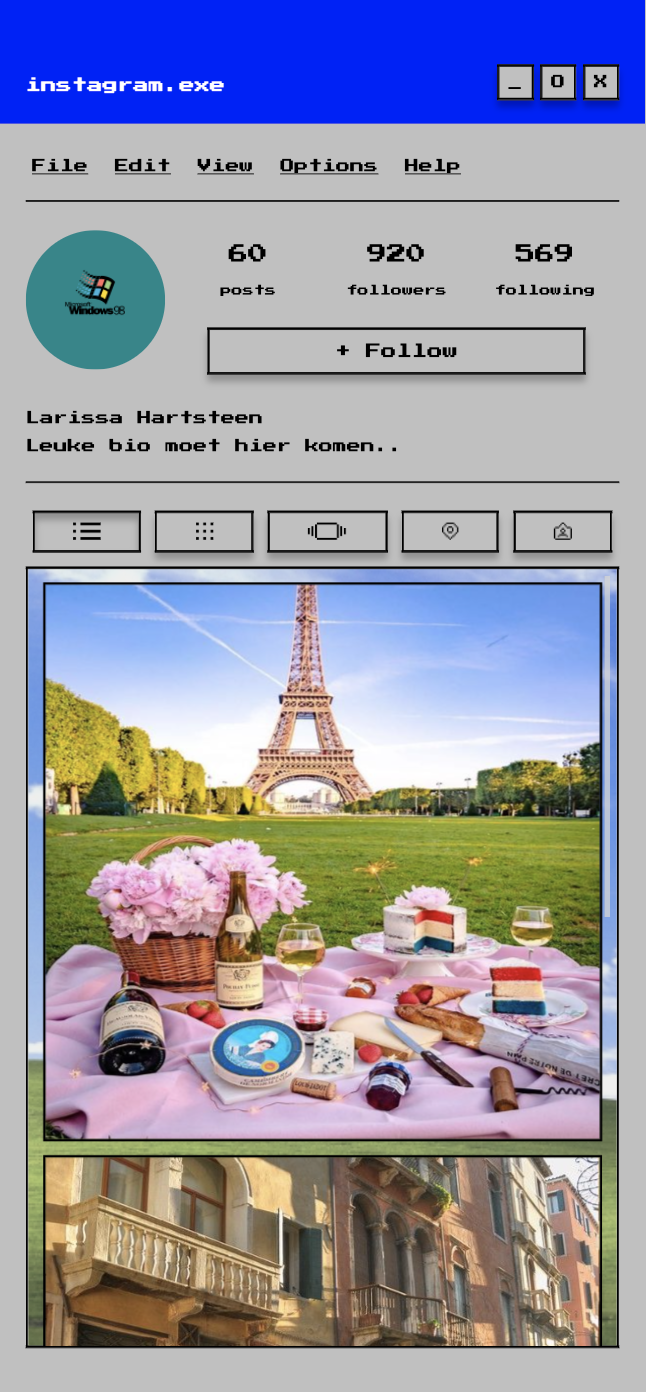 instagram.exe
_ O X
File Edit View Options Help
60 920 569
posts followers following
Microsoft
Windows98
+ Follow
Larissa Hartsteen
Leuke bio moet hier komen..